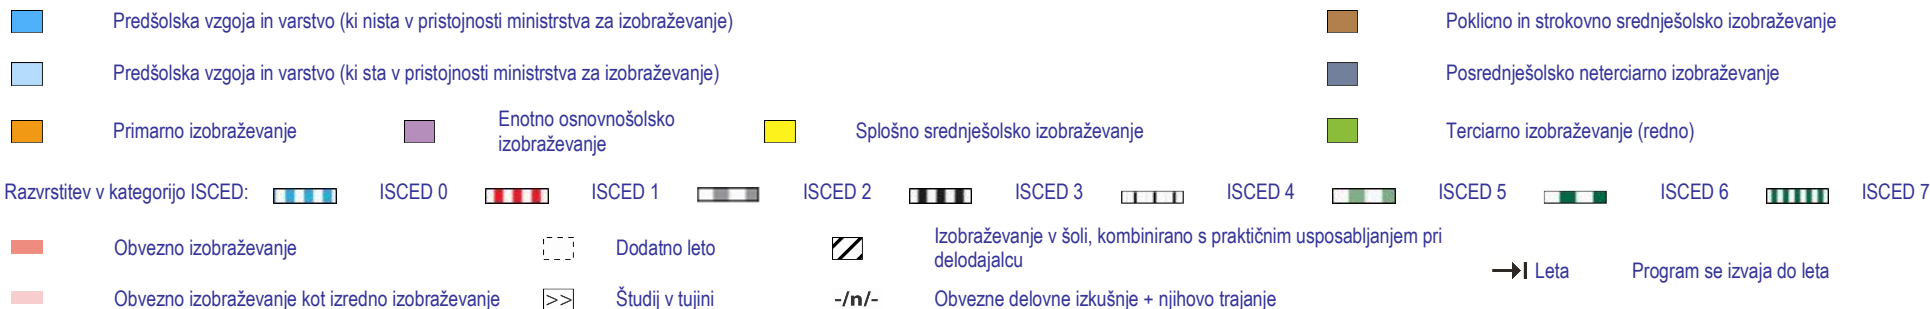 Predšolska vzgoja in varstvo (ki nista v pristojnosti ministrstva za izobraževanje)
Poklicno in strokovno srednješolsko izobraževanje
Predšolska vzgoja in varstvo (ki sta v pristojnosti ministrstva za izobraževanje)
Posrednješolsko neterciarno izobraževanje
Primarno izobraževanje
Enotno osnovnošolsko
izobraževanje
Splošno srednješolsko izobraževanje
Terciarno izobraževanje (redno)
Razvrstitev v kategorijo ISCED: ISCED 0 ISCED 1 ISCED 2 ISCED 3 ISCED 4 ISCED 5 ISCED 6 ISCED 7
Obvezno izobraževanje
Dodatno leto
Izobraževanje v šoli, kombinirano s praktičnim usposabljanjem pri
delodajalcu
Leta
Program se izvaja do leta
Obvezno izobraževanje kot izredno izobraževanje
>>
Študij v tujini
-/n/-
Obvezne delovne izkušnje + njihovo trajanje